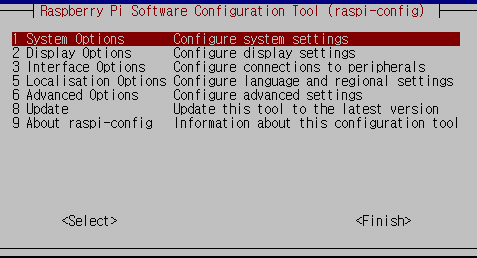 Raspberry Pi Software Configuration Tool (raspi-config)
1 System Options Configure system settings
2 Display Options Configure display settings
3 Interface Options Configure connections to peripherals
5 Localisation Options Configure language and regional settings
6 Advanced Options Configure advanced settings
8 Update Update this tool to the latest version
9 About raspi-config Information about this configuration tool
<Select> <Finish>